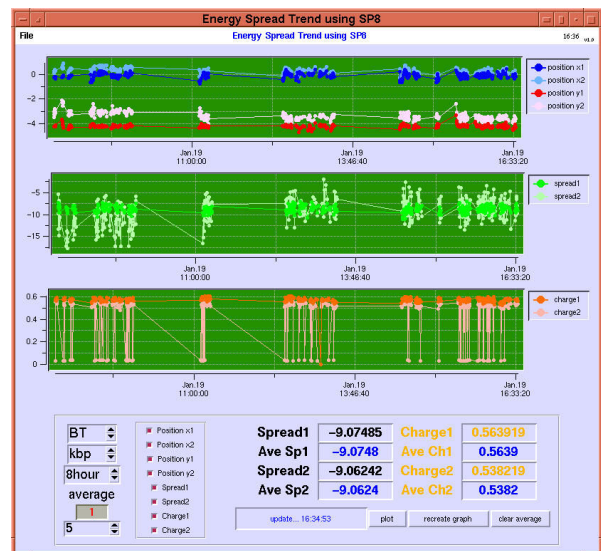 Energy Spread Trend using SP8
File Energy Spread Trend using SP8 16:36 v1.0
0
-2
-4
position x1
position x2
position y1
position y2
Jan.19 Jan.19 Jan.19
11:00:00 13:46:40 16:33:20
-5
-10
-15
spread1
spread2
Jan.19 Jan.19 Jan.19
11:00:00 13:46:40 16:33:20
0.6
0.4
0.2
0
charge1
charge2
Jan.19 Jan.19 Jan.19
11:00:00 13:46:40 16:33:20
BT
kbp
8hour
average
1
5
Position x1
Position x2
Position y1
Position y2
Spread1
Spread2
Charge1
Charge2
Spread1 -9.07485 Charge1 0.563919
Ave Sp1 -9.0748 Ave Ch1 0.5639
Spread2 -9.06242 Charge2 0.538219
Ave Sp2 -9.0624 Ave Ch2 0.5382
update... 16:34:53 plot recreate graph clear average